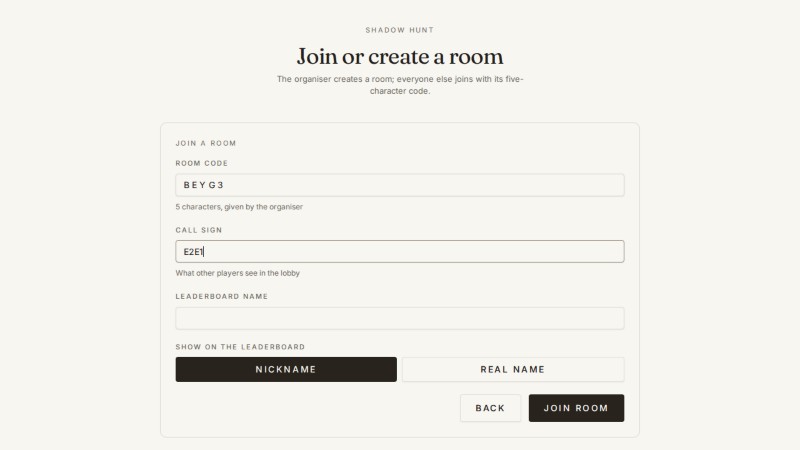 SHADOW HUNT
Join or create a room
The organiser creates a room; everyone else joins with its five-
character code.
JOIN A ROOM
ROOM CODE
BEYG3
5 characters, given by the organiser
CALL SIGN
E2E1
What other players see in the lobby
LEADERBOARD NAME
SHOW ON THE LEADERBOARD
NICKNAME
REAL NAME
BACK
JOIN ROOM